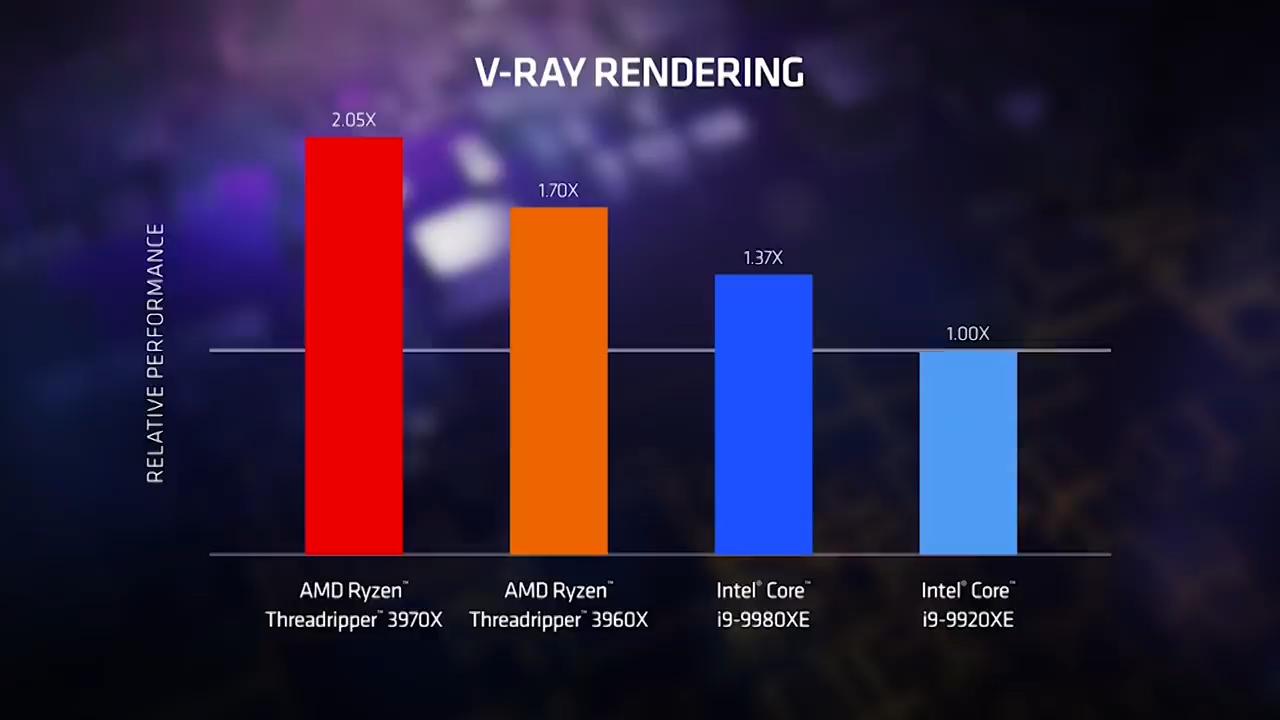 V-RAY RENDERING
2.05X
1.70X
1.37X
1.00X
RELATIVE PERFORMANCE
AMD Ryzen™
Threadripper™ 3970X
AMD Ryzen™
Threadripper™ 3960X
Intel® Core™
i9-9980XE
Intel® Core™
i9-9920XE